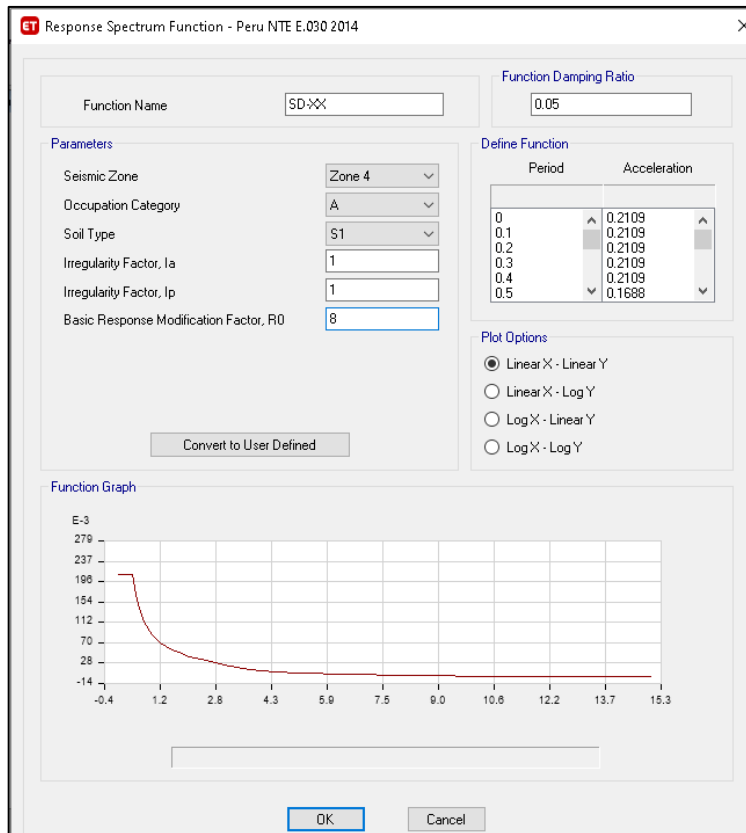 ET Response Spectrum Function - Peru NTE E.030 2014
Function Name SD-XX
Function Damping Ratio
0.05
Parameters
Seismic Zone Zone 4
Occupation Category A
Soil Type S1
Irregularity Factor, Ia 1
Irregularity Factor, Ip 1
Basic Response Modification Factor, R0 8
Convert to User Defined
Define Function
Period Acceleration
0 0.2109
0.1 0.2109
0.2 0.2109
0.3 0.2109
0.4 0.2109
0.5 0.1688
Plot Options
Linear X - Linear Y
Linear X - Log Y
Log X - Linear Y
Log X - Log Y
Function Graph
E-3
279
237
196
154
112
70
28
-14
-0.4 1.2 2.8 4.3 5.9 7.5 9.0 10.6 12.2 13.7 15.3
OK Cancel